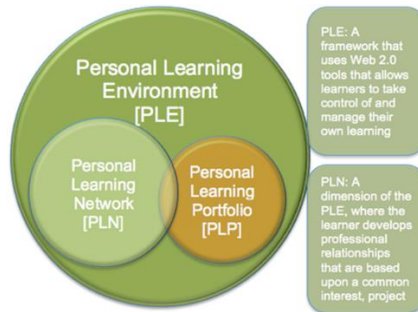 Personal Learning
Environment
[PLE]
Personal
Learning
Network
[PLN]
Personal
Learning
Portfolio
[PLP]
PLE: A
framework that
uses Web 2.0
tools that allows
learners to take
control of and
manage their
own learning
PLN: A
dimension of the
PLE, where the
learner develops
professional
relationships
that are based
upon a common
interest, project